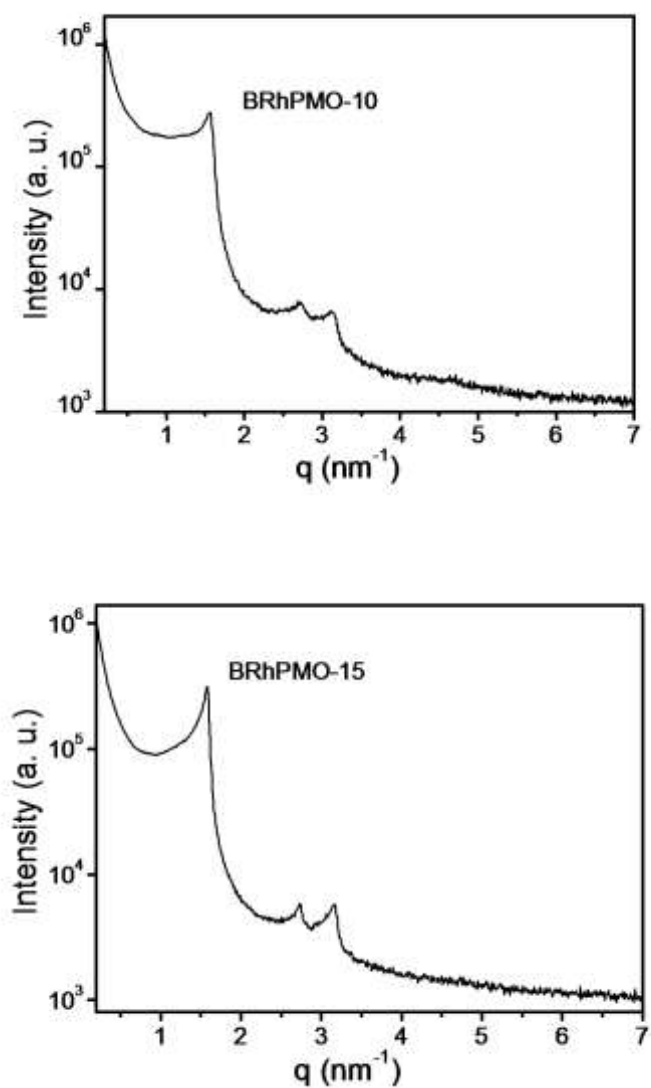 10⁶
BRhPMO-10
10⁵
Intensity (a. u.)
10⁴
10³
1 2 3 4 5 6 7
q (nm⁻¹)
10⁶
BRhPMO-15
10⁵
Intensity (a. u.)
10⁴
10³
1 2 3 4 5 6 7
q (nm⁻¹)